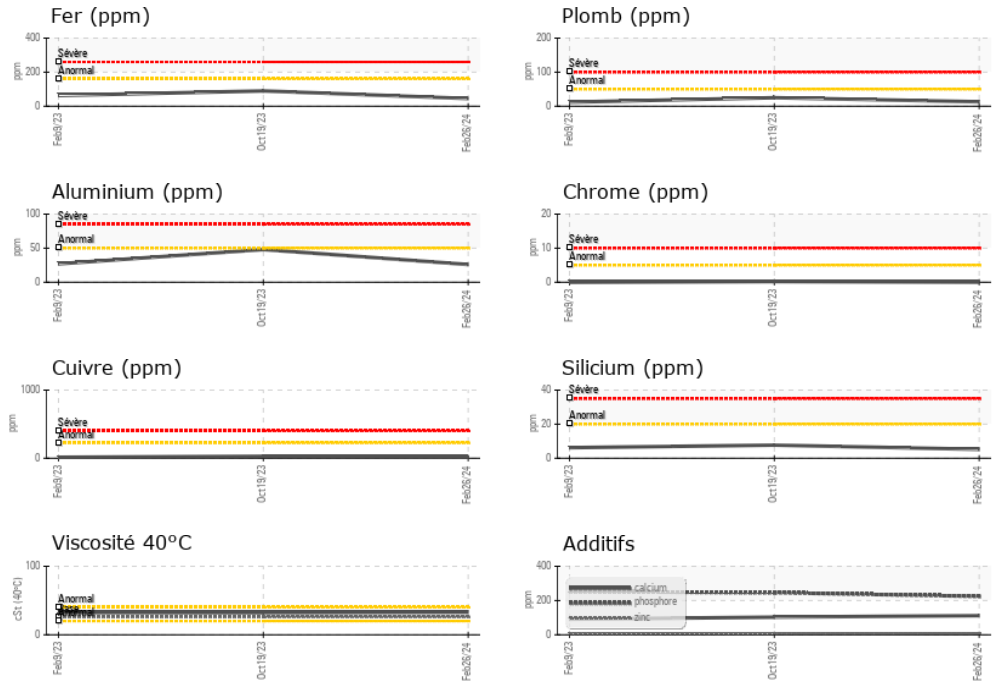 Fer (ppm)
400
200
0
ppm
Sévère
Anormal
Feb9/23
Oct19/23
Feb26/24
Plomb (ppm)
200
100
0
ppm
Sévère
Anormal
Feb9/23
Oct19/23
Feb26/24
Aluminium (ppm)
100
50
0
ppm
Sévère
Anormal
Feb9/23
Oct19/23
Feb26/24
Chrome (ppm)
20
10
0
ppm
Sévère
Anormal
Feb9/23
Oct19/23
Feb26/24
Cuivre (ppm)
1000
0
ppm
Sévère
Anormal
Feb9/23
Oct19/23
Feb26/24
Silicium (ppm)
40
20
0
ppm
Sévère
Anormal
Feb9/23
Oct19/23
Feb26/24
Viscosité 40°C
100
0
cSt (40°C)
Anormal
Base
Anormal
Feb9/23
Oct19/23
Feb26/24
Additifs
400
200
0
ppm
calcium
phosphore
zinc
Feb9/23
Oct19/23
Feb26/24